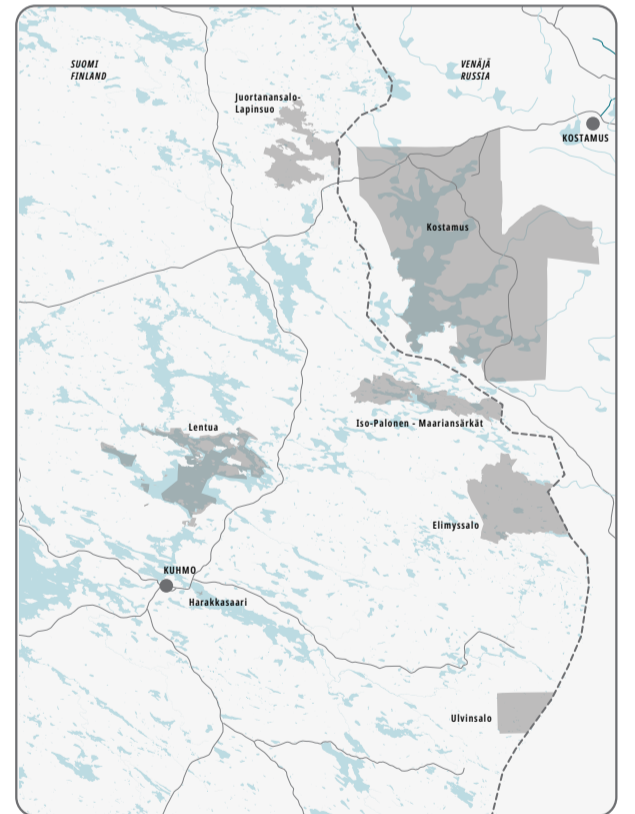 SUOMI
FINLAND
VENÄJÄ
RUSSIA
Juortanansalo-
Lapinsuo
KOSTAMUS
Kostamus
Iso-Palonen - Maariansärkät
Lentua
Elimyssalo
KUHMO
Harakkasaari
Ulvinsalo